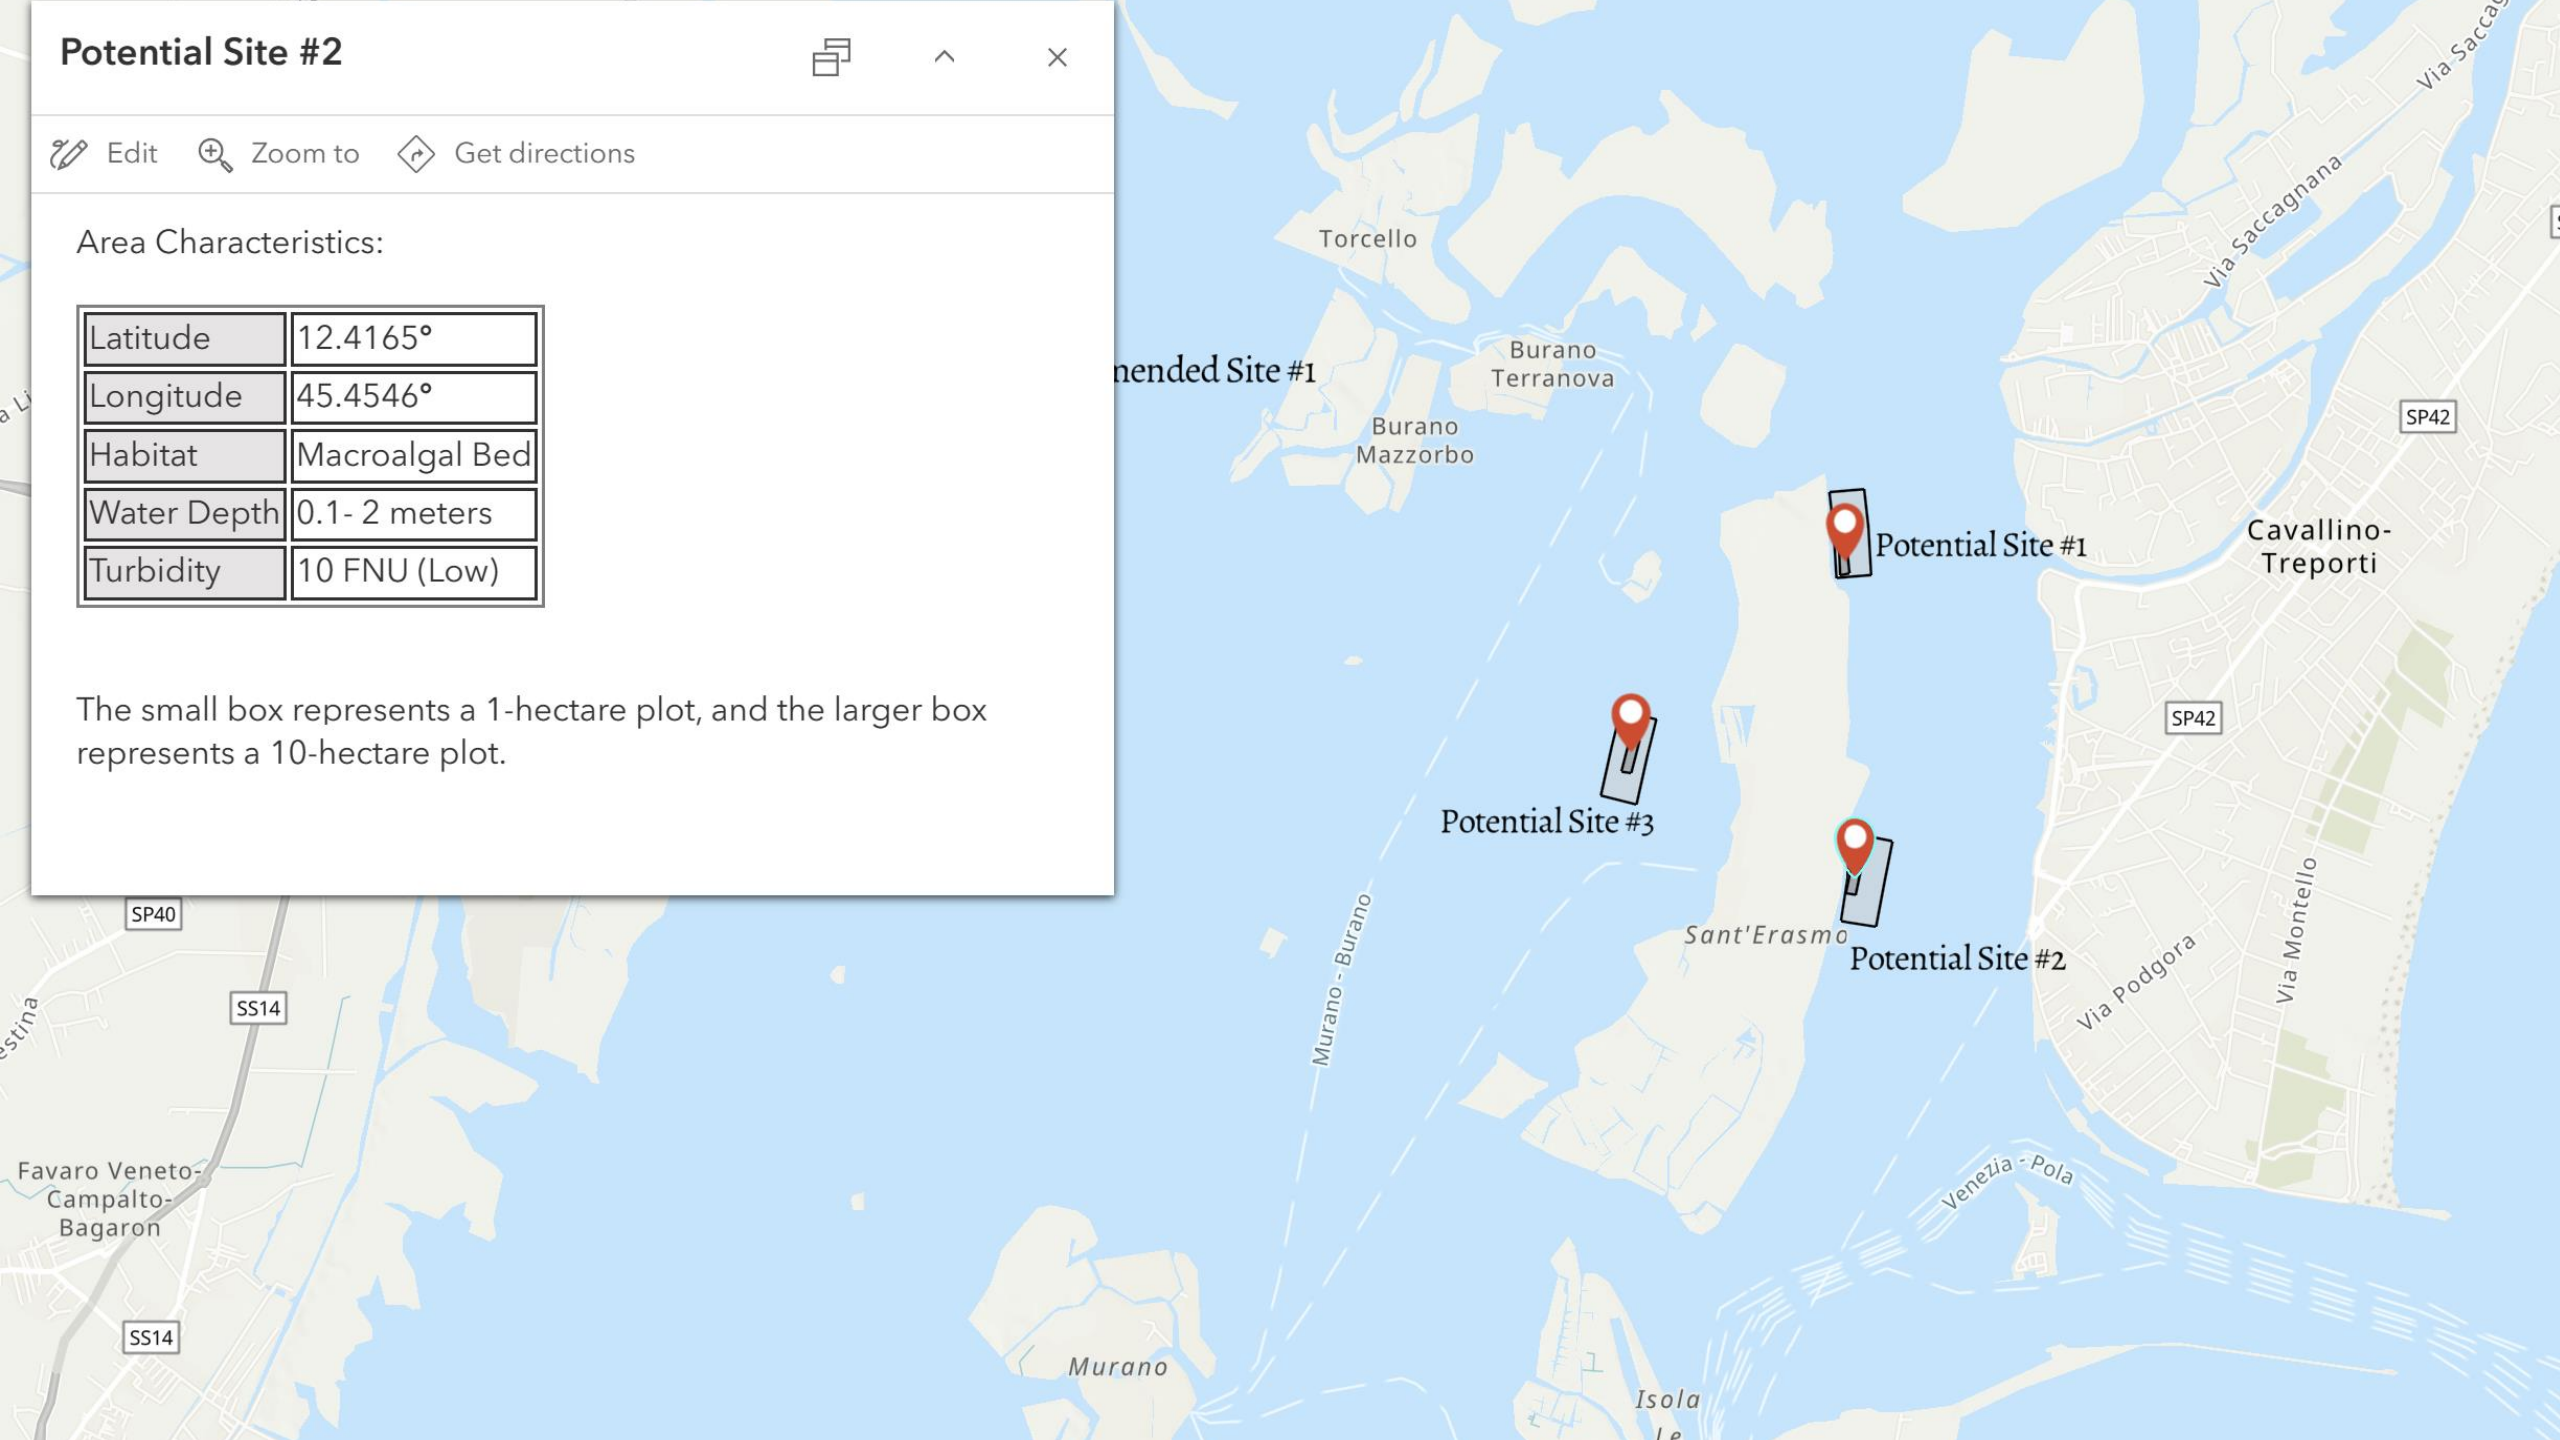 Potential Site #2
Edit Zoom to Get directions
Area Characteristics:
Latitude 12.4165°
Longitude 45.4546°
Habitat Macroalgal Bed
Water Depth 0.1- 2 meters
Turbidity 10 FNU (Low)
The small box represents a 1-hectare plot, and the larger box
represents a 10-hectare plot.
Via Saccagnana
Torcello
mended Site #1
Burano
Terranova
Burano
Mazzorbo
SP42
Potential Site #1
Cavallino-
Treporti
SP42
Potential Site #3
Via Montello
SP40
Sant'Erasmo
Potential Site #2
Via Podgora
Murano - Burano
SS14
Favaro Veneto-
Campalto-
Bagaron
Venezia - Pola
SS14
Murano
Isola
Le